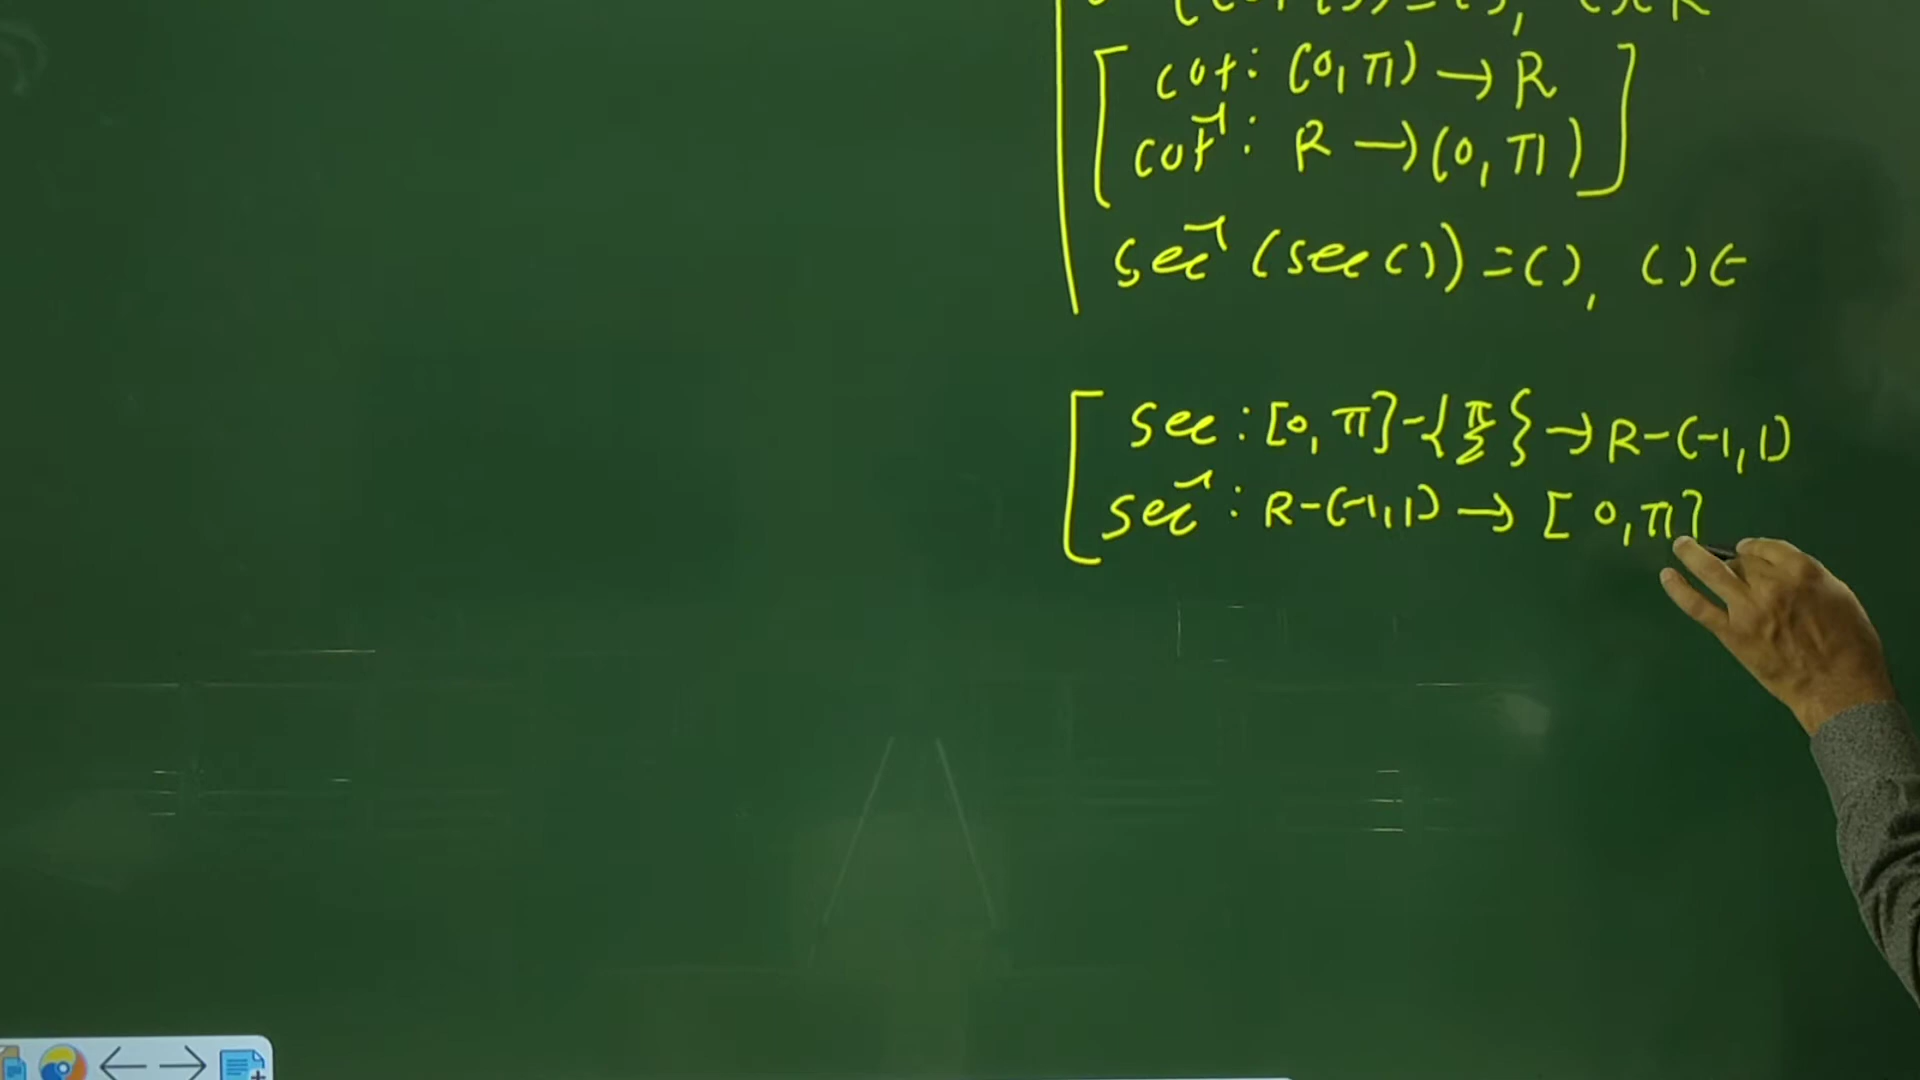 cot: (0, π) → R
cot⁻¹: R → (0, π)
sec⁻¹(sec()) = (), () ∈
sec: [0, π] - {π/2} → R - (-1, 1)
sec⁻¹: R - (-1, 1) → [0, π]